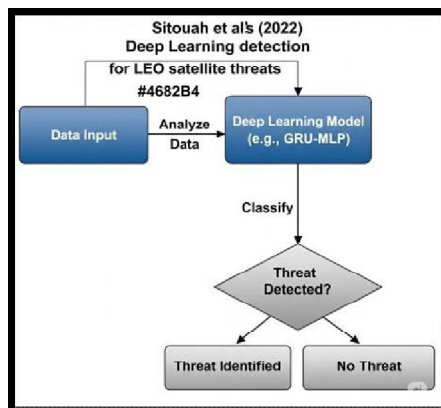 Sitouah et al's (2022)
Deep Learning detection
for LEO satellite threats
#4682B4
Data Input
Analyze
Data
Deep Learning Model
(e.g., GRU-MLP)
Classify
Threat
Detected?
Threat Identified
No Threat